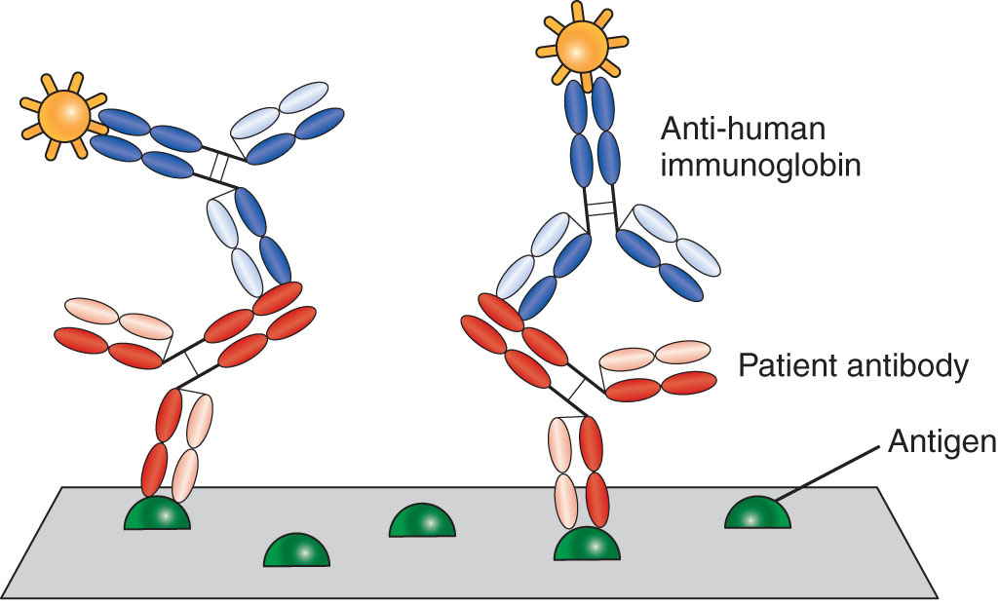 Anti-human
immunoglobin
Patient antibody
Antigen